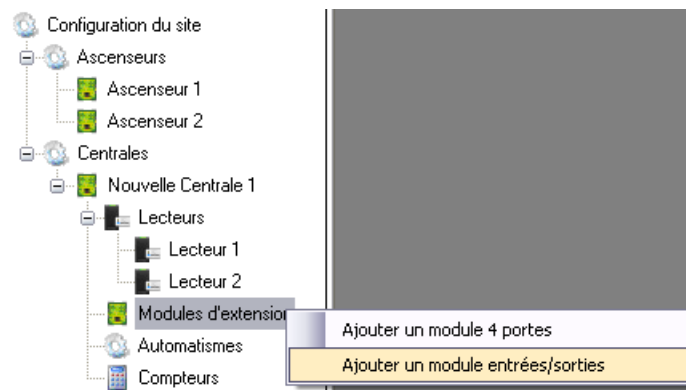 Configuration du site
Ascenseurs
Ascenseur 1
Ascenseur 2
Centrales
Nouvelle Centrale 1
Lecteurs
Lecteur 1
Lecteur 2
Modules d'extension
Ajouter un module 4 portes
Automatismes
Ajouter un module entrées/sorties
Compteurs